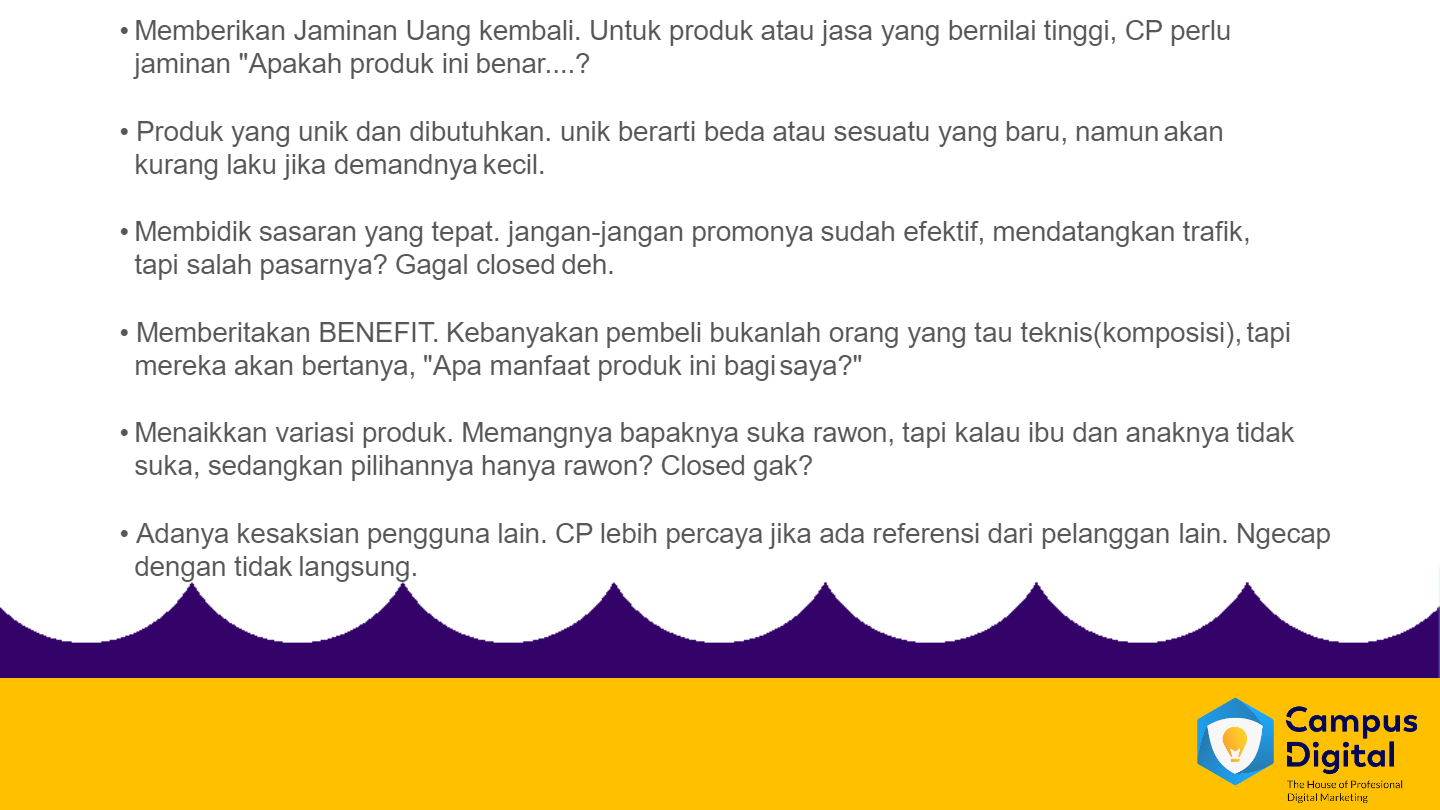 • Memberikan Jaminan Uang kembali. Untuk produk atau jasa yang bernilai tinggi, CP perlu
jaminan "Apakah produk ini benar....?
• Produk yang unik dan dibutuhkan. unik berarti beda atau sesuatu yang baru, namun akan
kurang laku jika demandnya kecil.
• Membidik sasaran yang tepat. jangan-jangan promonya sudah efektif, mendatangkan trafik,
tapi salah pasarnya? Gagal closed deh.
• Memberitakan BENEFIT. Kebanyakan pembeli bukanlah orang yang tau teknis(komposisi), tapi
mereka akan bertanya, "Apa manfaat produk ini bagi saya?"
• Menaikkan variasi produk. Memangnya bapaknya suka rawon, tapi kalau ibu dan anaknya tidak
suka, sedangkan pilihannya hanya rawon? Closed gak?
• Adanya kesaksian pengguna lain. CP lebih percaya jika ada referensi dari pelanggan lain. Ngecap
dengan tidak langsung.
Campus
Digital
The House of Profesional
Digital Marketing